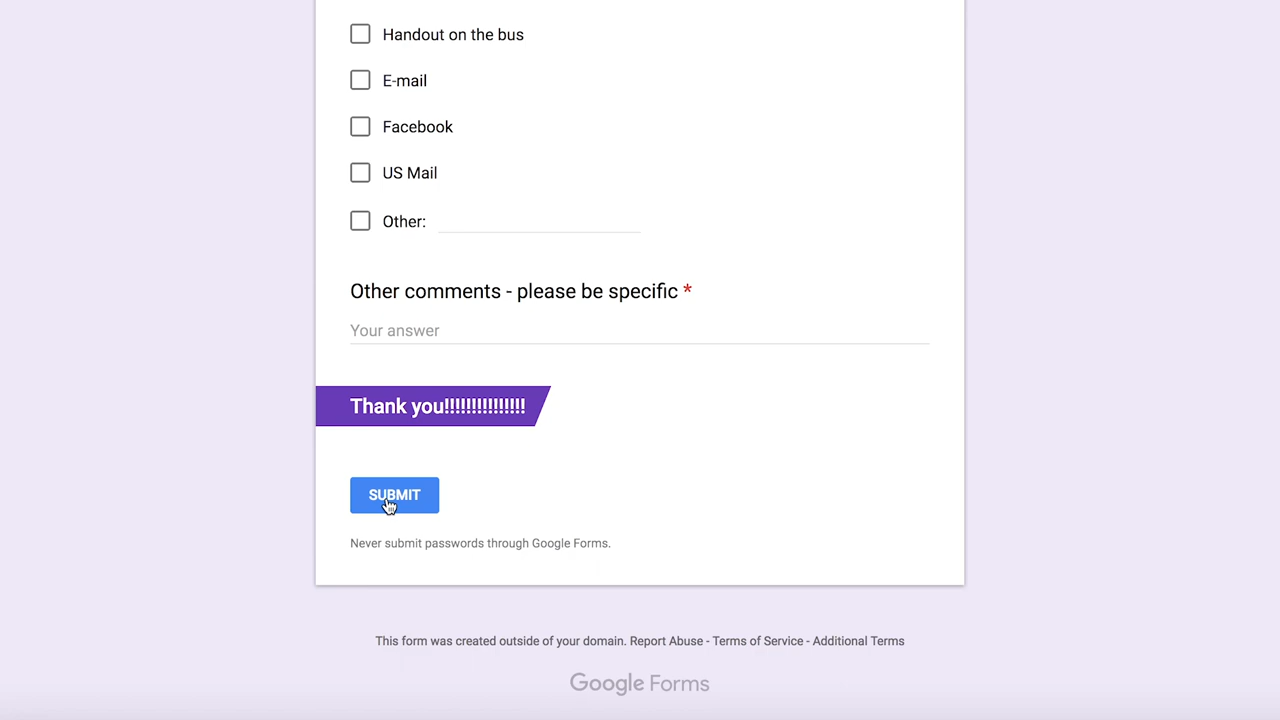 Handout on the bus
E-mail
Facebook
US Mail
Other:
Other comments - please be specific *
Your answer
Thank you!!!!!!!!!!!!!!!
SUBMIT
Never submit passwords through Google Forms.
This form was created outside of your domain. Report Abuse - Terms of Service - Additional Terms
Google Forms